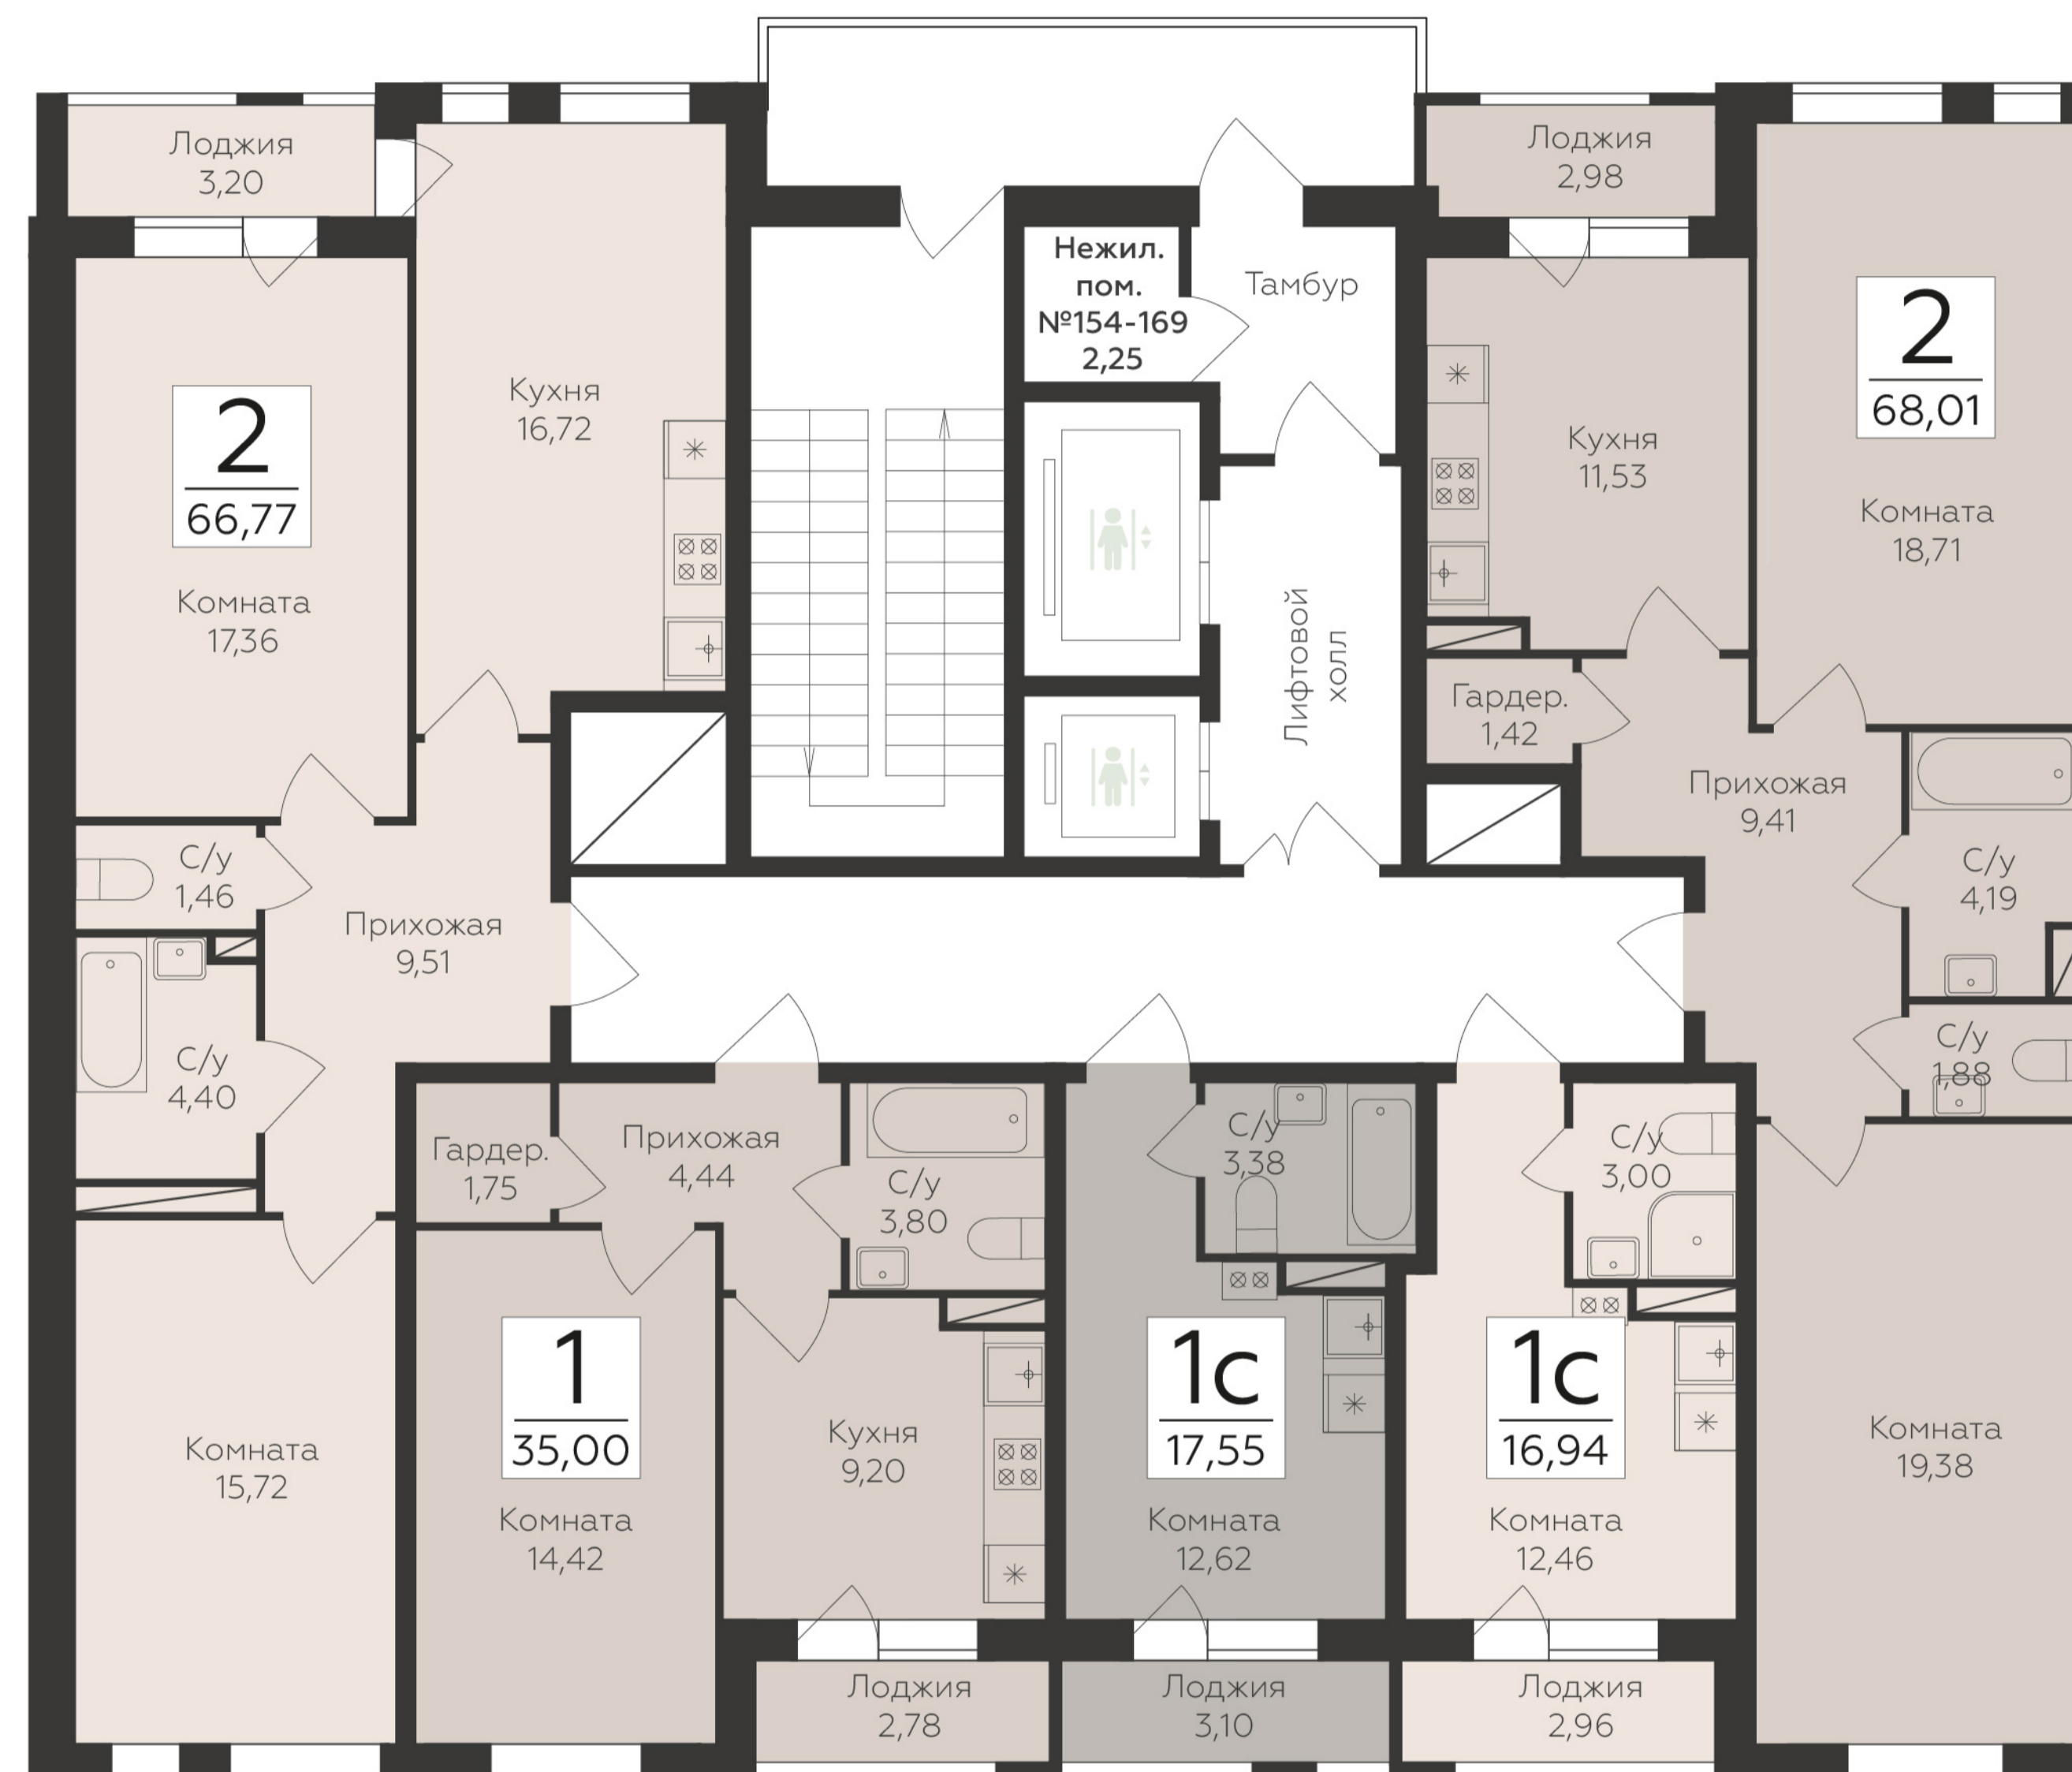 Лоджия
3,20
Кухня
16,72
2
66,77
Комната
17,36
С/у
1,46
Прихожая
9,51
С/у
4,40
Комната
15,72
Гардер.
1,75
Прихожая
4,44
С/у
3,80
1
35,00
Комната
14,42
Кухня
9,20
Лоджия
2,78
Нежил.
пом.
№154-169
2,25
Тамбур
Лифтовой
холл
С/у
3,38
1с
17,55
Комната
12,62
Лоджия
3,10
С/у
3,00
1с
16,94
Комната
12,46
Лоджия
2,96
Лоджия
2,98
Кухня
11,53
Гардер.
1,42
2
68,01
Комната
18,71
Прихожая
9,41
С/у
4,19
С/у
1,88
Комната
19,38